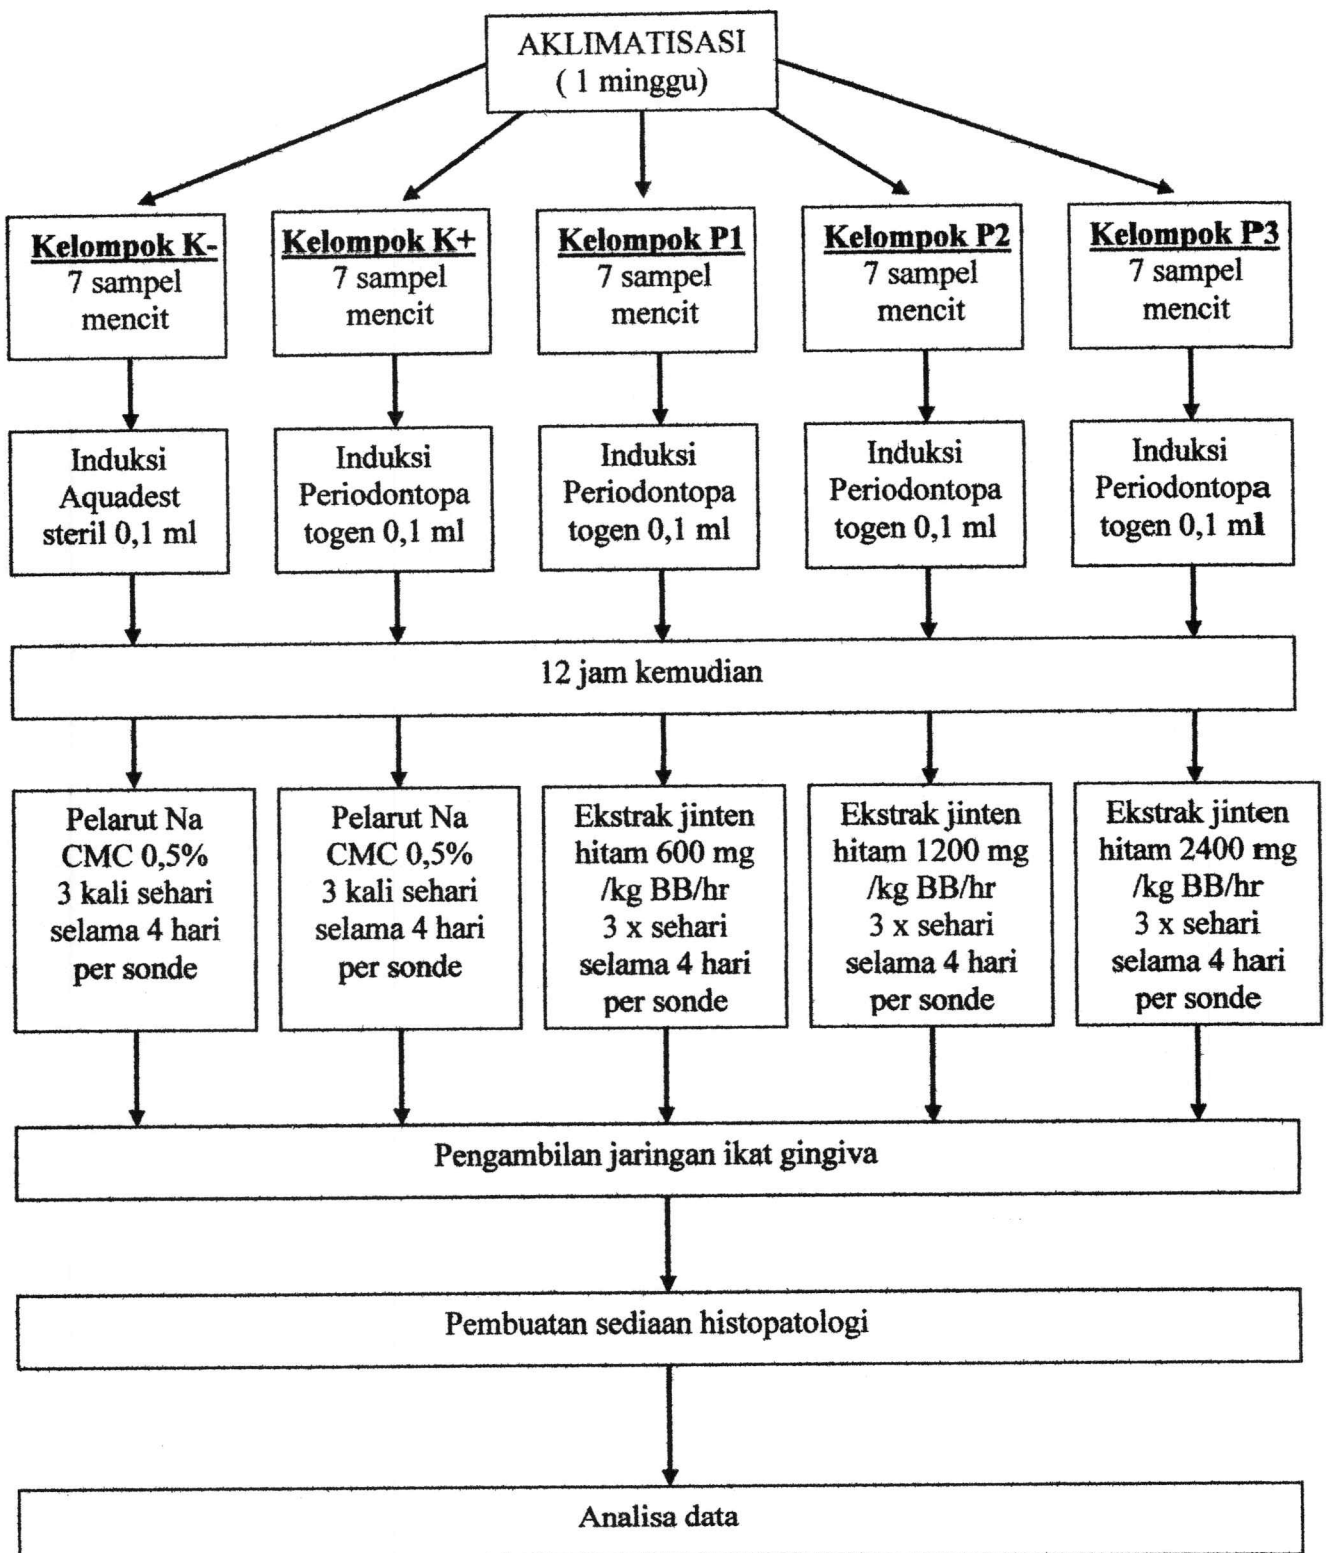 AKLIMATISASI
( 1 minggu)
Kelompok K-
7 sampel
mencit
Kelompok K+
7 sampel
mencit
Kelompok P1
7 sampel
mencit
Kelompok P2
7 sampel
mencit
Kelompok P3
7 sampel
mencit
Induksi
Aquadest
steril 0,1 ml
Induksi
Periodontopa
togen 0,1 ml
Induksi
Periodontopa
togen 0,1 ml
Induksi
Periodontopa
togen 0,1 ml
Induksi
Periodontopa
togen 0,1 ml
12 jam kemudian
Pelarut Na
CMC 0,5%
3 kali sehari
selama 4 hari
per sonde
Pelarut Na
CMC 0,5%
3 kali sehari
selama 4 hari
per sonde
Ekstrak jinten
hitam 600 mg
/kg BB/hr
3 x sehari
selama 4 hari
per sonde
Ekstrak jinten
hitam 1200 mg
/kg BB/hr
3 x sehari
selama 4 hari
per sonde
Ekstrak jinten
hitam 2400 mg
/kg BB/hr
3 x sehari
selama 4 hari
per sonde
Pengambilan jaringan ikat gingiva
Pembuatan sediaan histopatologi
Analisa data